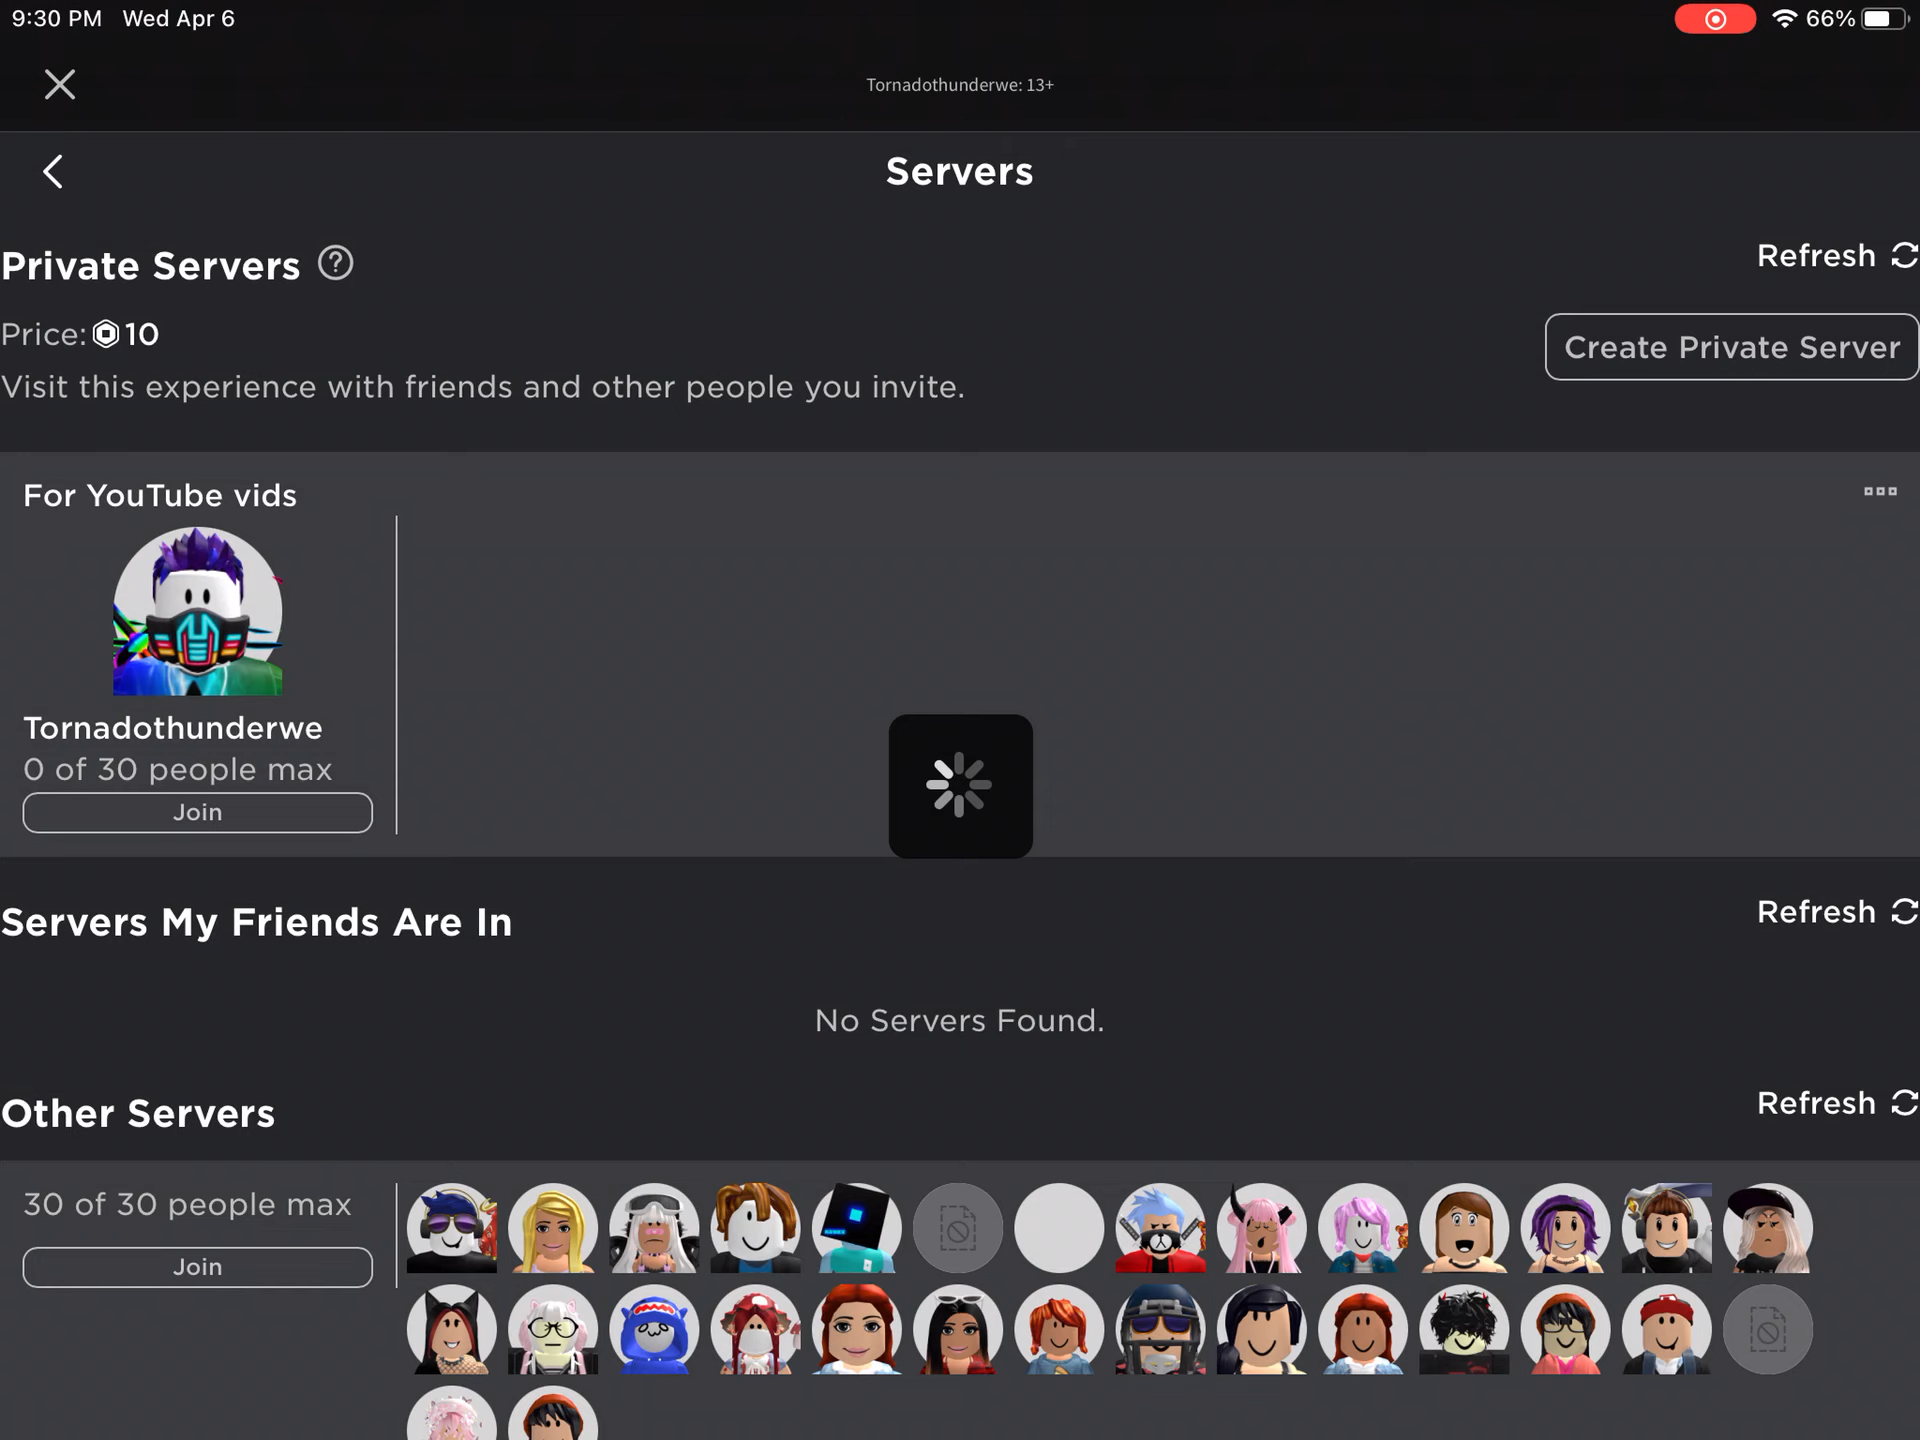 9:30 PM Wed Apr 6
66%
Tornadothunderwe: 13+
Servers
Private Servers
Refresh
Price: 10
Create Private Server
Visit this experience with friends and other people you invite.
For YouTube vids
Tornadothunderwe
0 of 30 people max
Join
Servers My Friends Are In
Refresh
No Servers Found.
Other Servers
Refresh
30 of 30 people max
Join